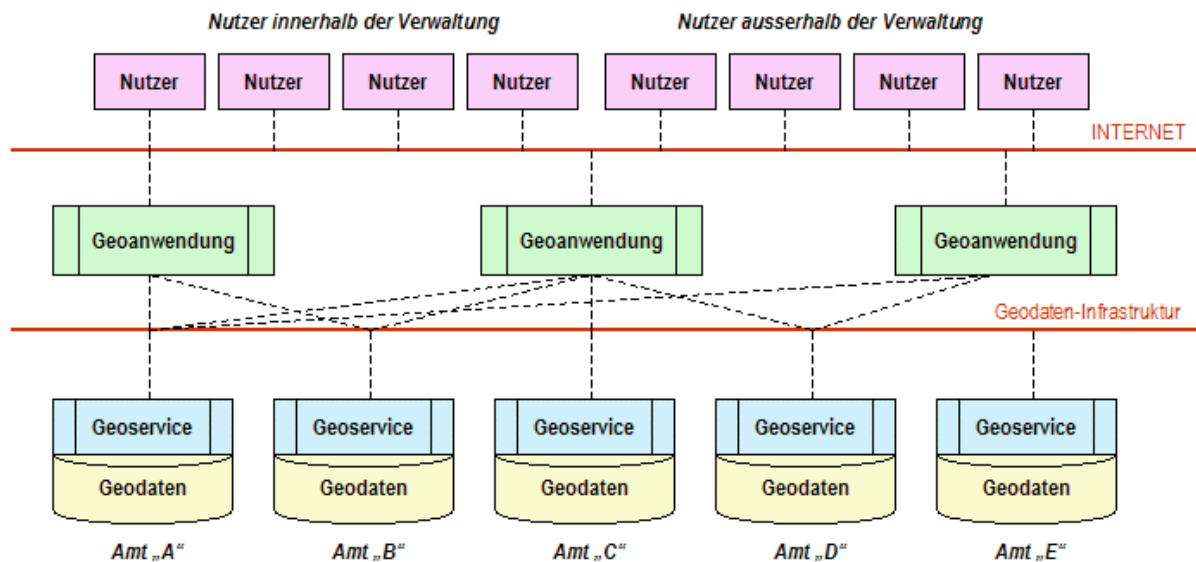 Nutzer innerhalb der Verwaltung Nutzer ausserhalb der Verwaltung
Nutzer Nutzer Nutzer Nutzer Nutzer Nutzer Nutzer Nutzer
INTERNET
Geoanwendung Geoanwendung Geoanwendung
Geodaten-Infrastruktur
Geoservice Geoservice Geoservice Geoservice Geoservice
Geodaten Geodaten Geodaten Geodaten Geodaten
Amt „A“ Amt „B“ Amt „C“ Amt „D“ Amt „E“